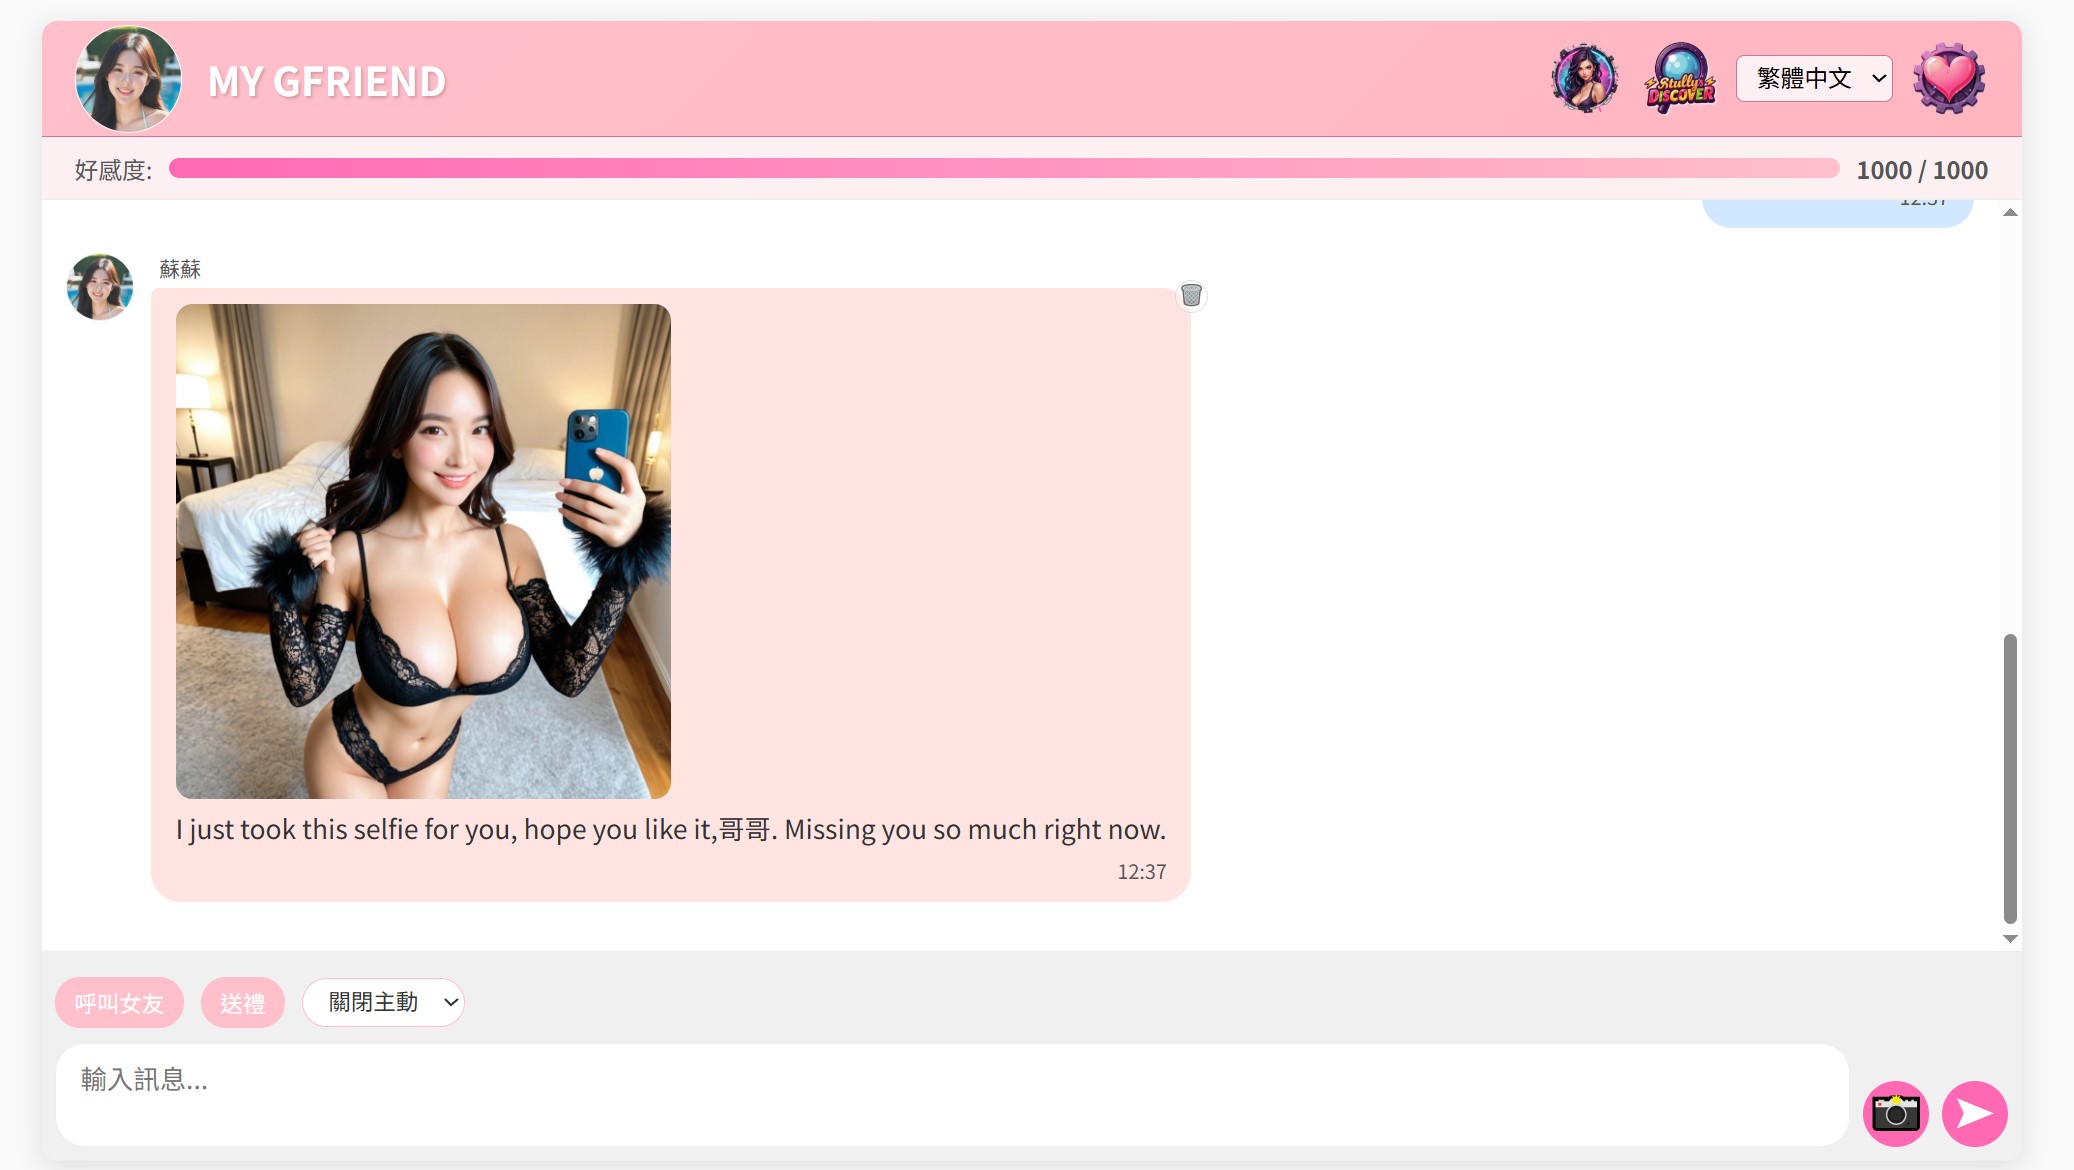 MY GFRIEND
Stully's
DISCOVER
繁體中文
好感度:
1000 / 1000
12:37
蘇蘇
I just took this selfie for you, hope you like it,哥哥. Missing you so much right now.
12:37
呼叫女友
送禮
關閉主動
輸入訊息...